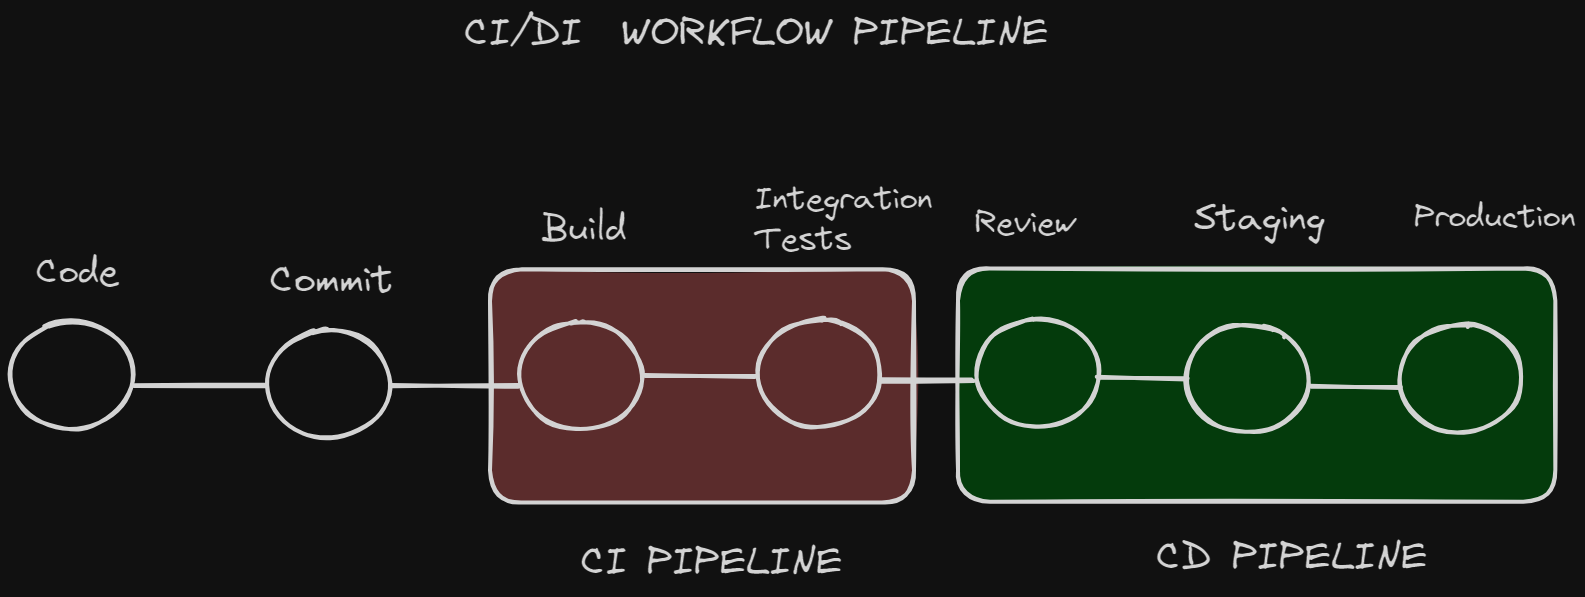 CI/DI WORKFLOW PIPELINE
Code
Commit
Build
Integration
Tests
Review
Staging
Production
CI PIPELINE
CD PIPELINE